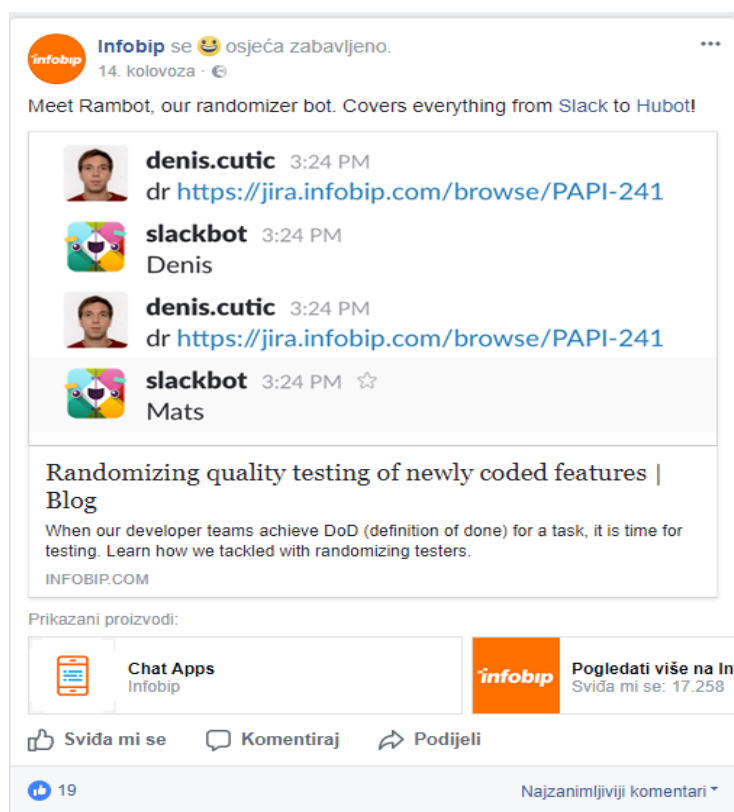 infobip
Infobip se osjeća zabavljeno.
14. kolovoza ·
Meet Rambot, our randomizer bot. Covers everything from Slack to Hubot!
denis.cutic 3:24 PM
dr https://jira.infobip.com/browse/PAPI-241
slackbot 3:24 PM
Denis
denis.cutic 3:24 PM
dr https://jira.infobip.com/browse/PAPI-241
slackbot 3:24 PM
Mats
Randomizing quality testing of newly coded features |
Blog
When our developer teams achieve DoD (definition of done) for a task, it is time for
testing. Learn how we tackled with randomizing testers.
INFOBIP.COM
Prikazani proizvodi:
Chat Apps
Infobip
infobip
Pogledati više na In
Sviđa mi se: 17.258
Sviđa mi se Komentiraj Podijeli
19 Najzanimljiviji komentari